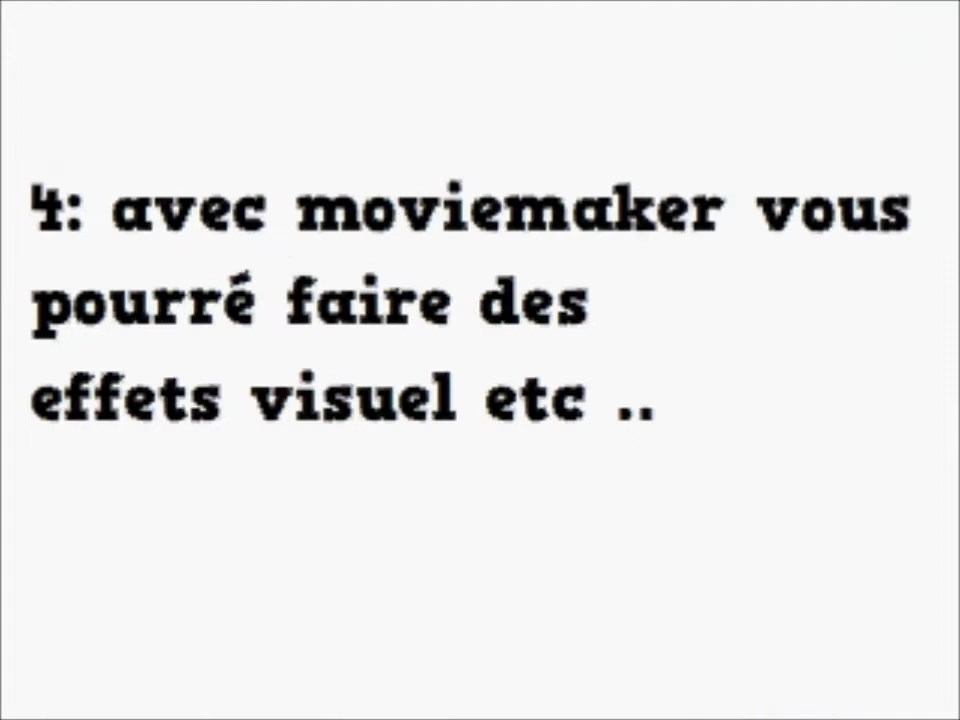 4: avec moviemaker vous
pourré faire des
effets visuel etc ..